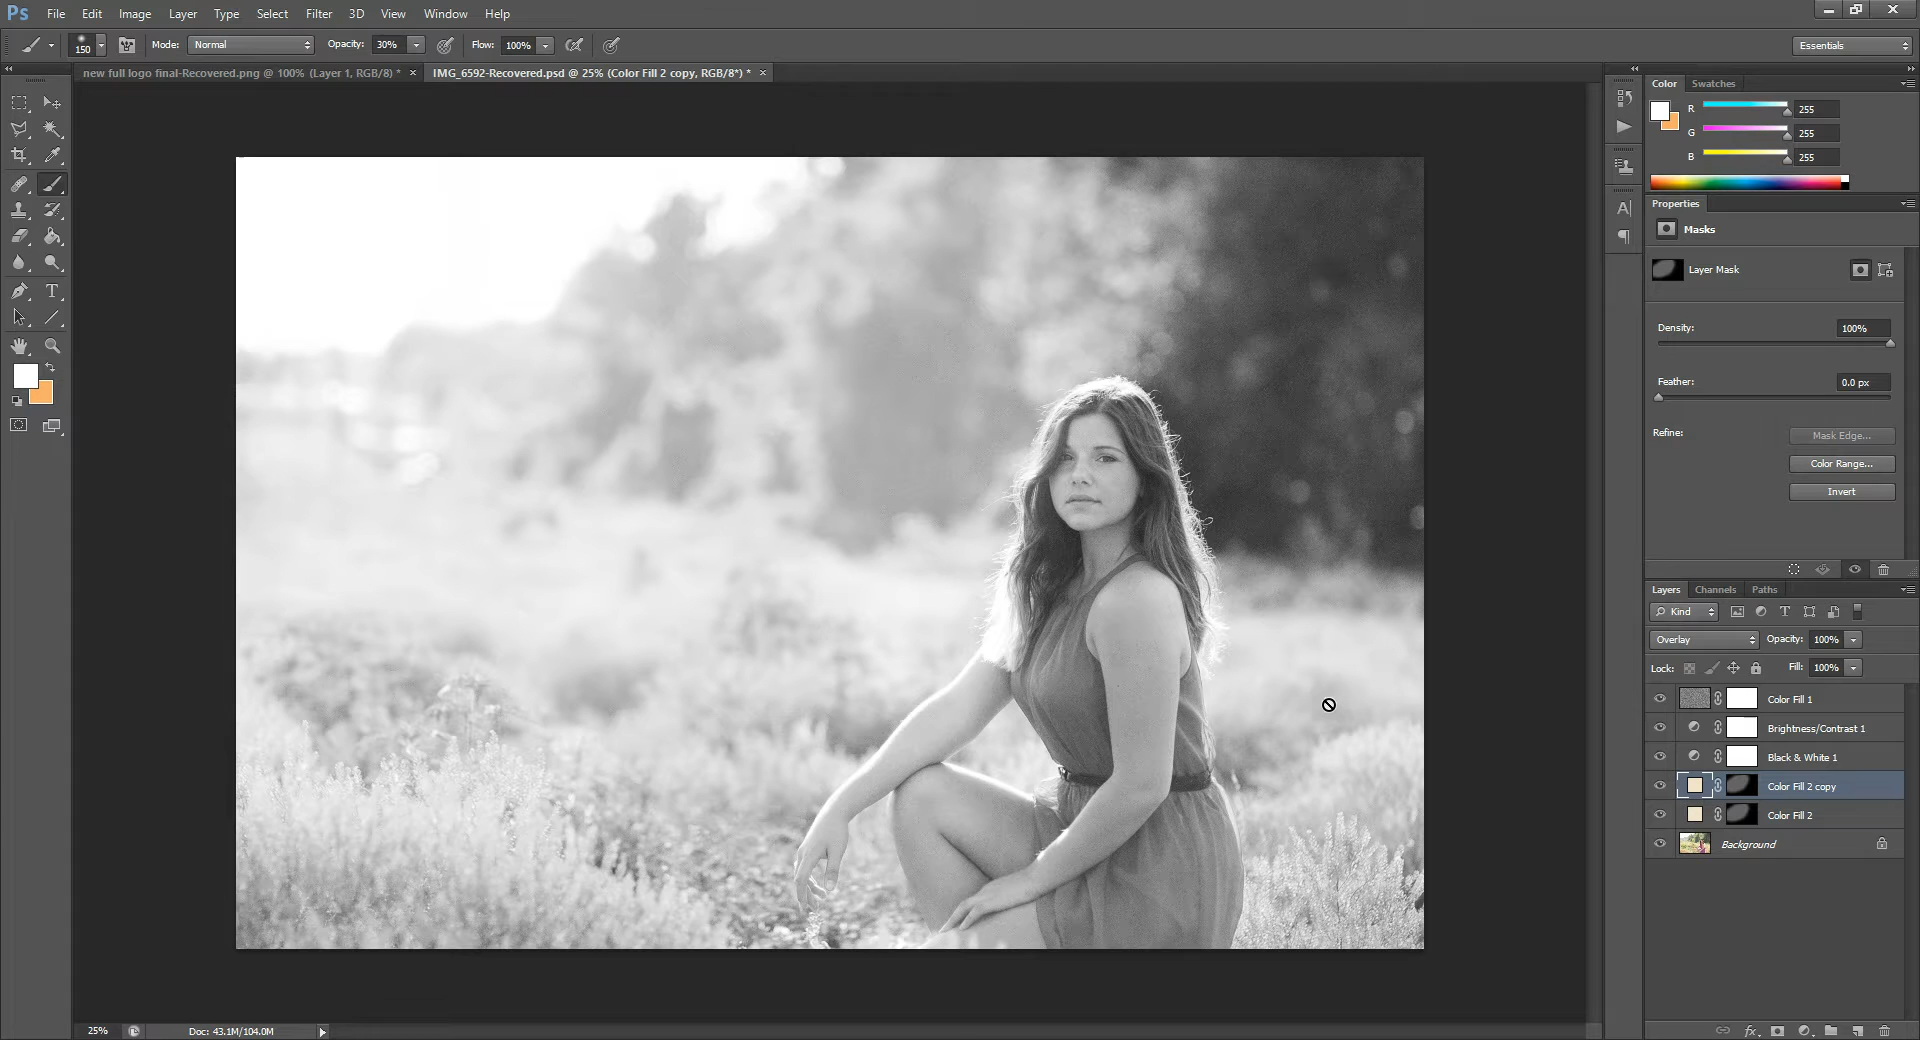 Ps File Edit Image Layer Type Select Filter 3D View Window Help
150 Mode: Normal Opacity: 30% Flow: 100% Essentials
new full logo final-Recovered.png @ 100% (Layer 1, RGB/8) * × IMG_6592-Recovered.psd @ 25% (Color Fill 2 copy, RGB/8*) * ×
Color Swatches
R 255
G 255
B 255
Properties
Masks
Layer Mask
Density: 100%
Feather: 0.0 px
Refine: Mask Edge...
Color Range...
Invert
Layers Channels Paths
Kind
Overlay Opacity: 100%
Lock: Fill: 100%
Color Fill 1
Brightness/Contrast 1
Black & White 1
Color Fill 2 copy
Color Fill 2
Background
25% Doc: 43.1M/104.0M